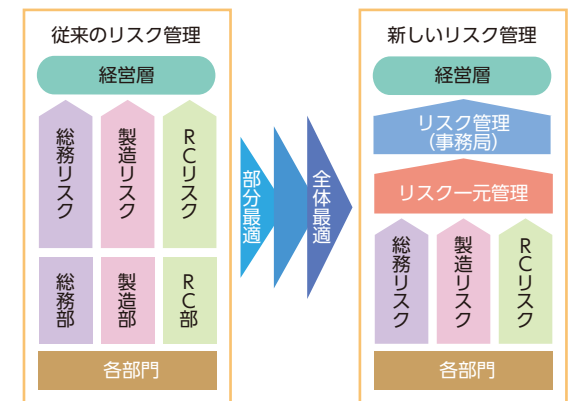 従来のリスク管理
経営層
総務リスク
製造リスク
RCリスク
総務部
製造部
RC部
各部門
部分最適
全体最適
新しいリスク管理
経営層
リスク管理
（事務局）
リスク一元管理
総務リスク
製造リスク
RCリスク
各部門